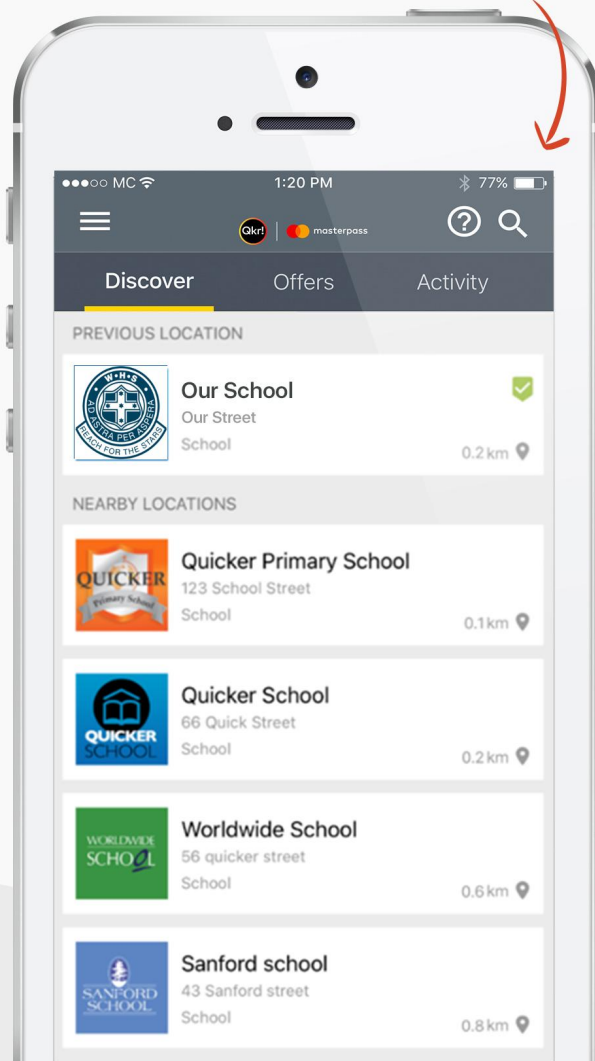 MC
1:20 PM
77%
Qkr!
masterpass
Discover
Offers
Activity
PREVIOUS LOCATION
W·H·S
AD ASTRA PER ASPERA
REACH FOR THE STARS
Our School
Our Street
School
0.2 km
NEARBY LOCATIONS
QUICKER
Primary School
Quicker Primary School
123 School Street
School
0.1 km
QUICKER
SCHOOL
Quicker School
66 Quick Street
School
0.2 km
WORLDWIDE
SCHOOL
Worldwide School
56 quicker street
School
0.6 km
SANFORD
SCHOOL
Sanford school
43 Sanford street
School
0.8 km